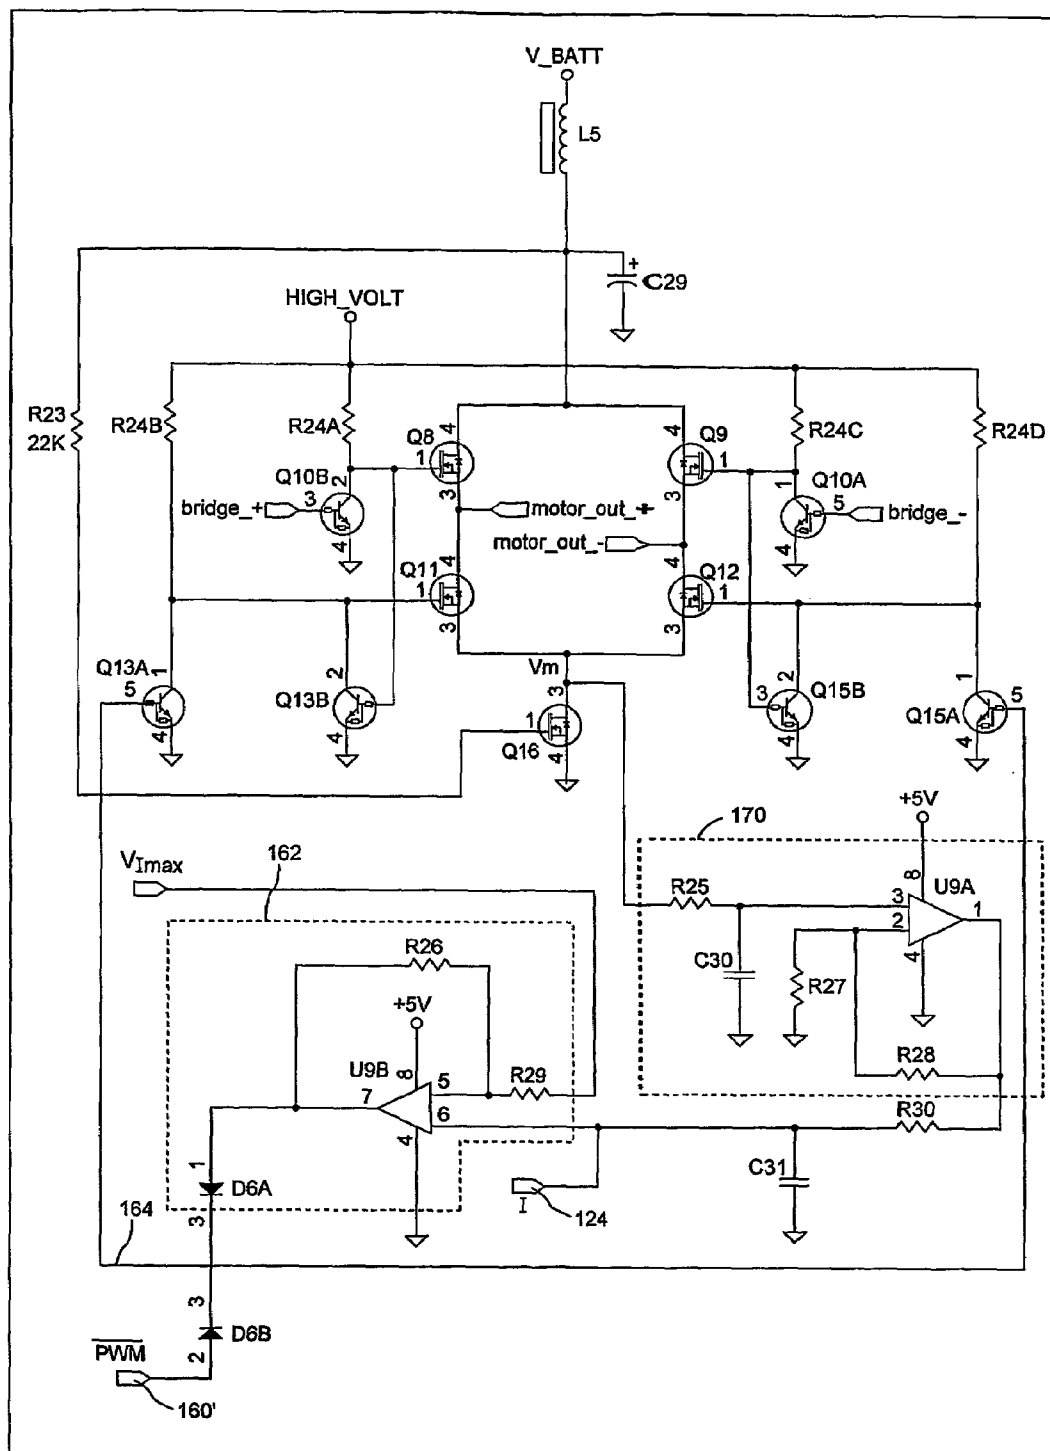 V_BATT
L5
C29
+
HIGH_VOLT
R23
22K
R24B
R24A
Q8
4
1
3
4
Q9
1
3
R24C
R24D
Q10B
2
3
4
bridge_+
motor_out_+
motor_out_-
1
Q10A
5
4
bridge_-
Q11
4
1
3
4
Q12
1
3
Vm
Q13A
1
5
4
2
Q13B
4
3
1
Q16
4
2
Q15B
3
4
1
5
Q15A
4
+5V
170
162
VImax
R25
8
U9A
3
2
1
4
C30
R27
R26
+5V
R28
U9B
8
5
7
6
4
R29
R30
C31
1
D6A
3
I
124
164
3
D6B
2
PWM
160'